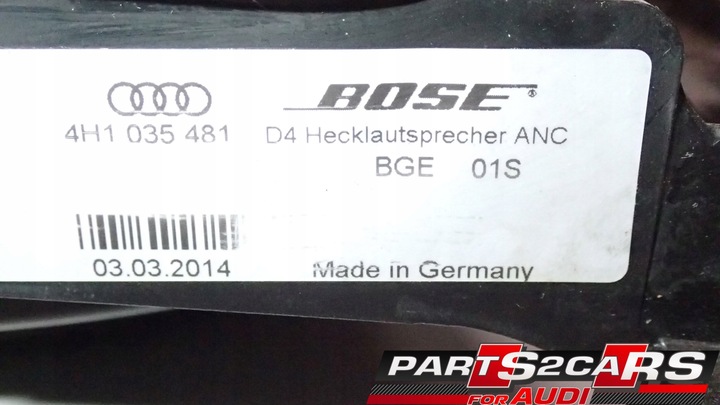 BOSE®
4H1 035 481 D4 Hecklautsprecher ANC
BGE 01S
03.03.2014 Made in Germany
PARTS2CARS
FOR AUDI